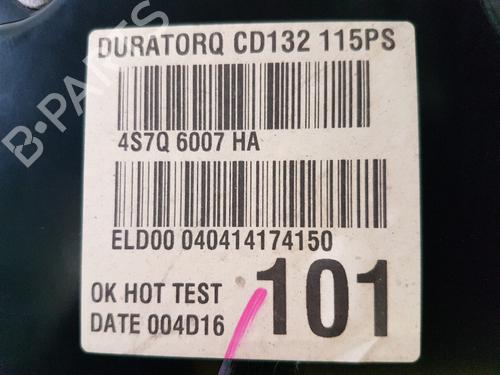 DURATORQ CD132 115PS
4S7Q 6007 HA
ELD00 040414174150
OK HOT TEST
DATE 004D16
101
B-PARTS